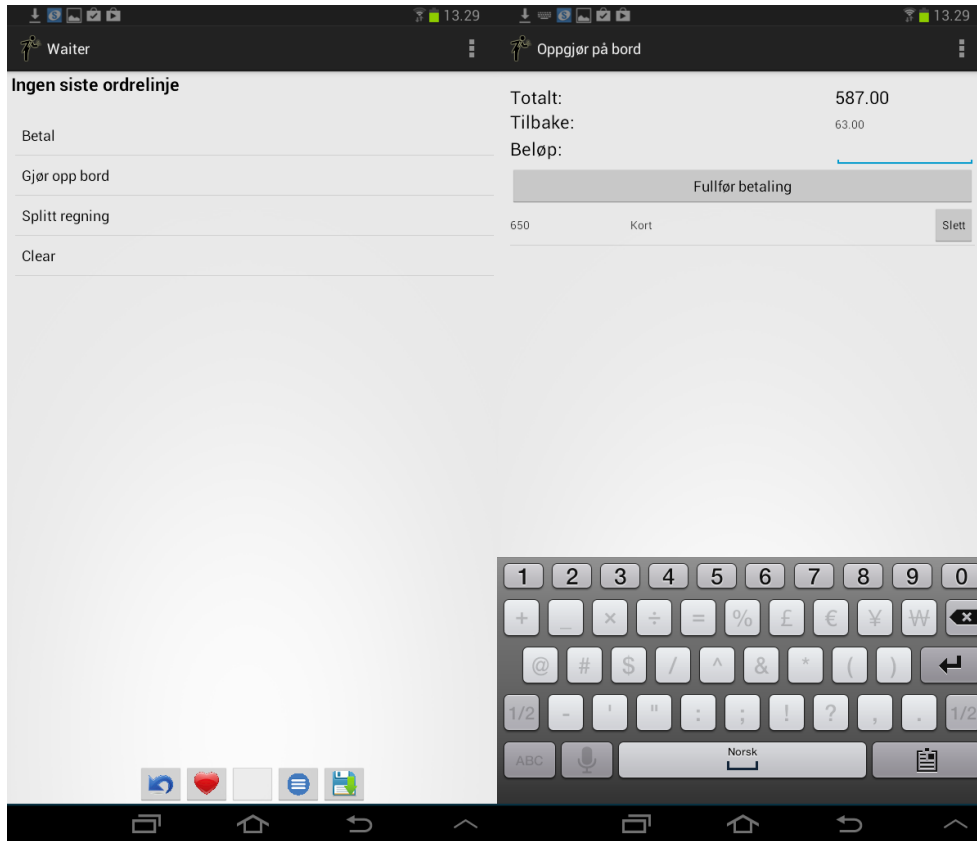 13.29
Waiter
Ingen siste ordrelinje
Betal
Gjør opp bord
Splitt regning
Clear
13.29
Oppgjør på bord
Totalt: 587.00
Tilbake: 63.00
Beløp:
Fullfør betaling
650 Kort Slett
1 2 3 4 5 6 7 8 9 0
+ _ × ÷ = % £ € ¥ ₩
@ # $ / ^ & * ( )
1/2 - ' " : ; ! ? , . 1/2
ABC Norsk